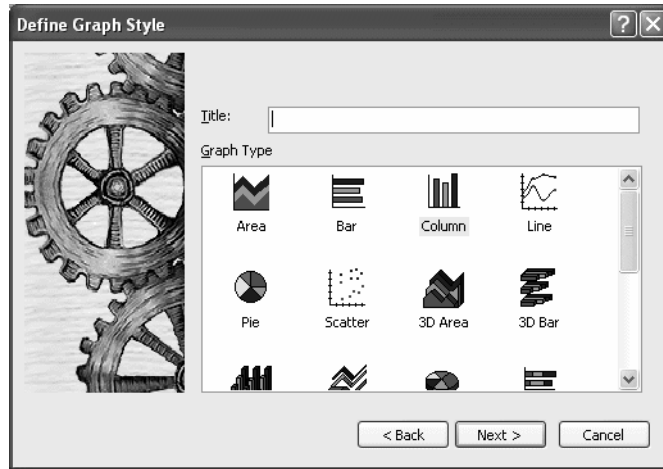 Define Graph Style
Title:
Graph Type
Area Bar Column Line
Pie Scatter 3D Area 3D Bar
< Back Next > Cancel